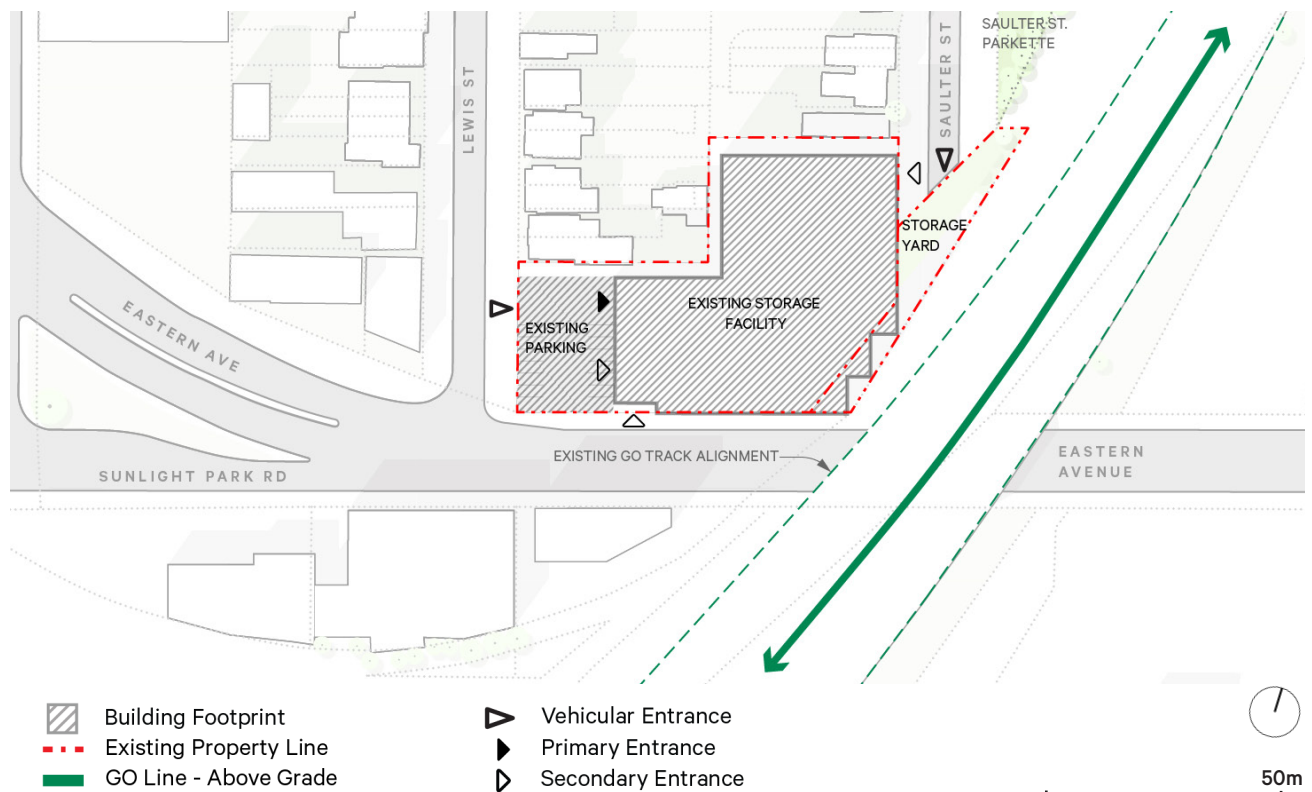 SAULTER ST.
PARKETTE
SAULTER ST
LEWIS ST
STORAGE
YARD
EXISTING STORAGE
FACILITY
EXISTING
PARKING
EASTERN AVE
EXISTING GO TRACK ALIGNMENT
EASTERN
AVENUE
SUNLIGHT PARK RD
Building Footprint
Existing Property Line
GO Line - Above Grade
Vehicular Entrance
Primary Entrance
Secondary Entrance
50m